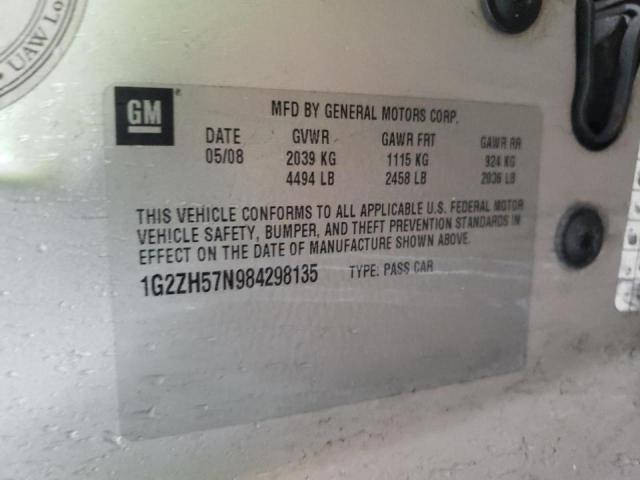 UAW Lo
GM
MFD BY GENERAL MOTORS CORP.
DATE GVWR GAWR FRT GAWR RR
05/08 2039 KG 1115 KG 924 KG
4494 LB 2458 LB 2036 LB
THIS VEHICLE CONFORMS TO ALL APPLICABLE U.S. FEDERAL MOTOR
VEHICLE SAFETY, BUMPER, AND THEFT PREVENTION STANDARDS IN
EFFECT ON THE DATE OF MANUFACTURE SHOWN ABOVE.
1G2ZH57N984298135 TYPE: PASS CAR